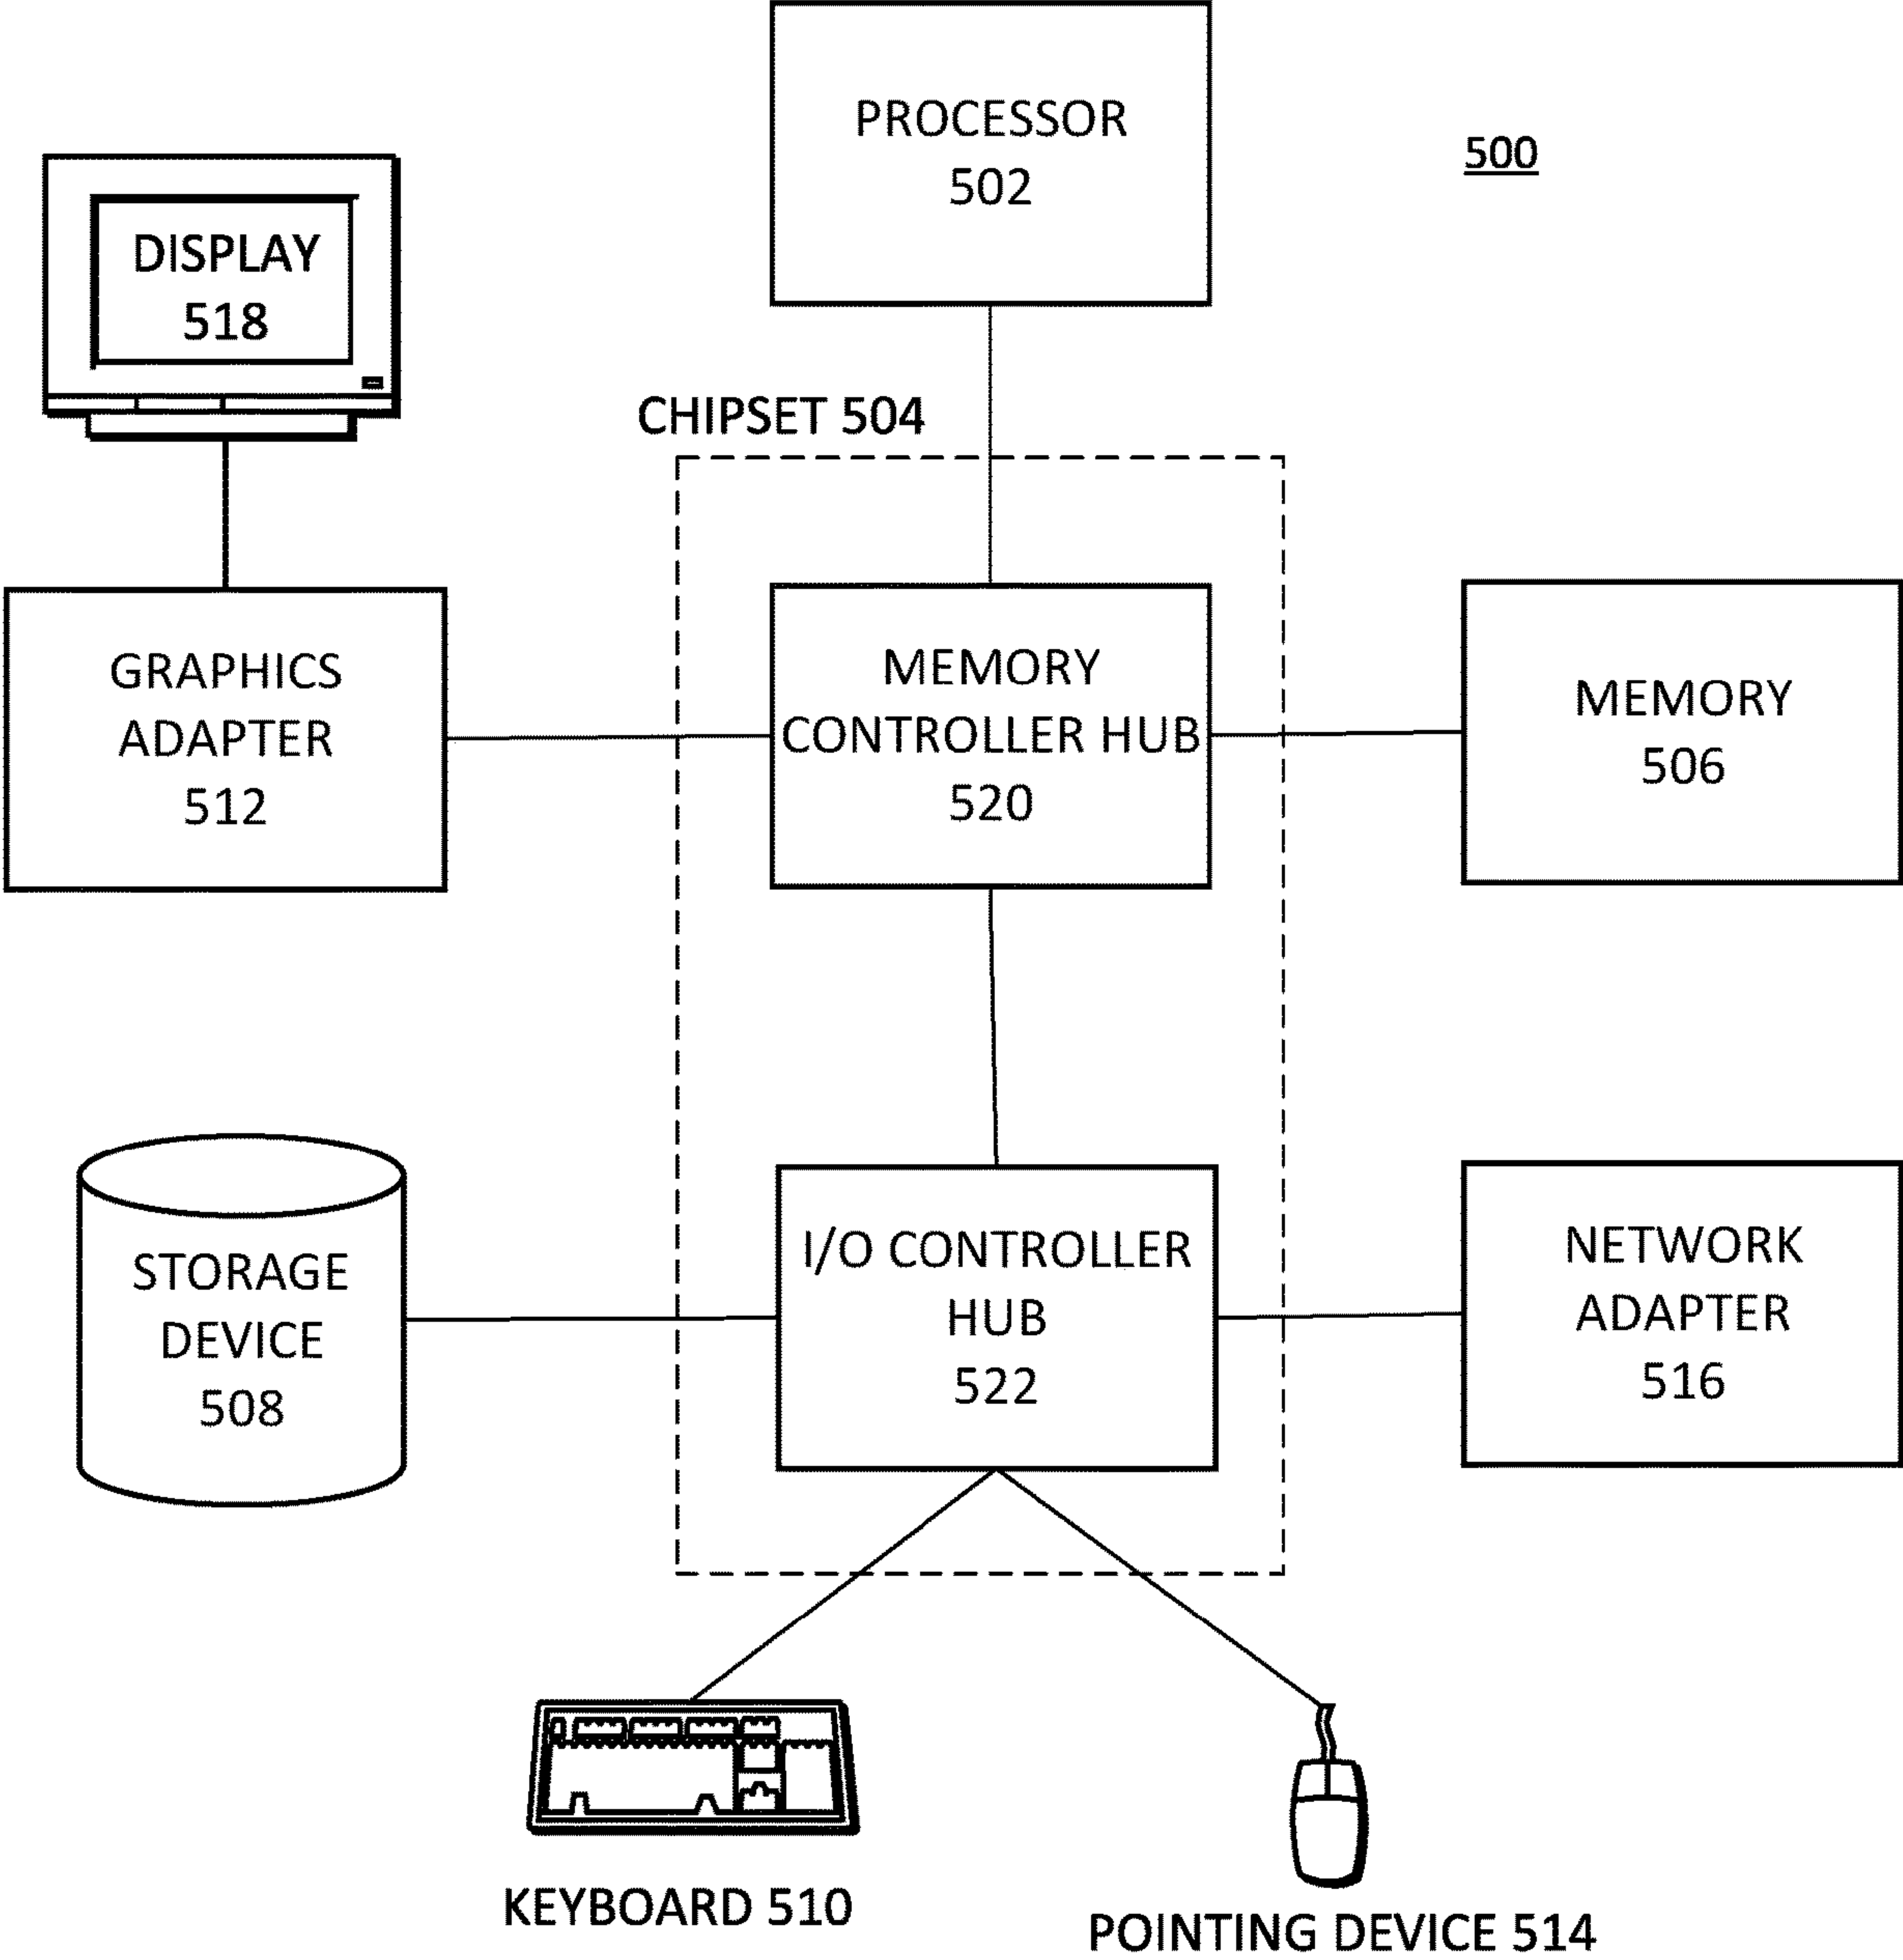 PROCESSOR
502
500
DISPLAY
518
CHIPSET 504
GRAPHICS
ADAPTER
512
MEMORY
CONTROLLER HUB
520
MEMORY
506
STORAGE
DEVICE
508
I/O CONTROLLER
HUB
522
NETWORK
ADAPTER
516
KEYBOARD 510
POINTING DEVICE 514